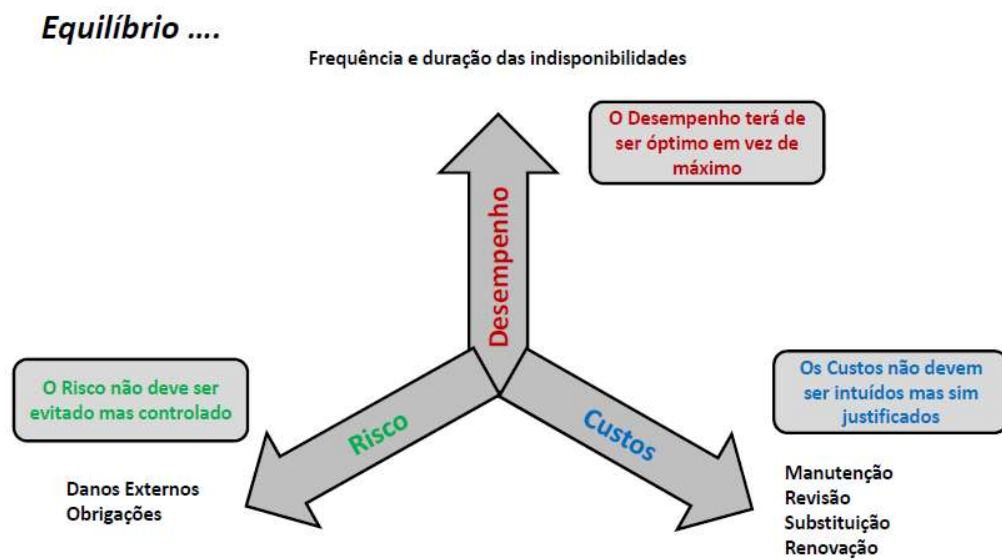 Equilíbrio ....
Frequência e duração das indisponibilidades
O Desempenho terá de
ser óptimo em vez de
máximo
Desempenho
O Risco não deve ser
evitado mas controlado
Risco
Danos Externos
Obrigações
Os Custos não devem
ser intuídos mas sim
justificados
Custos
Manutenção
Revisão
Substituição
Renovação